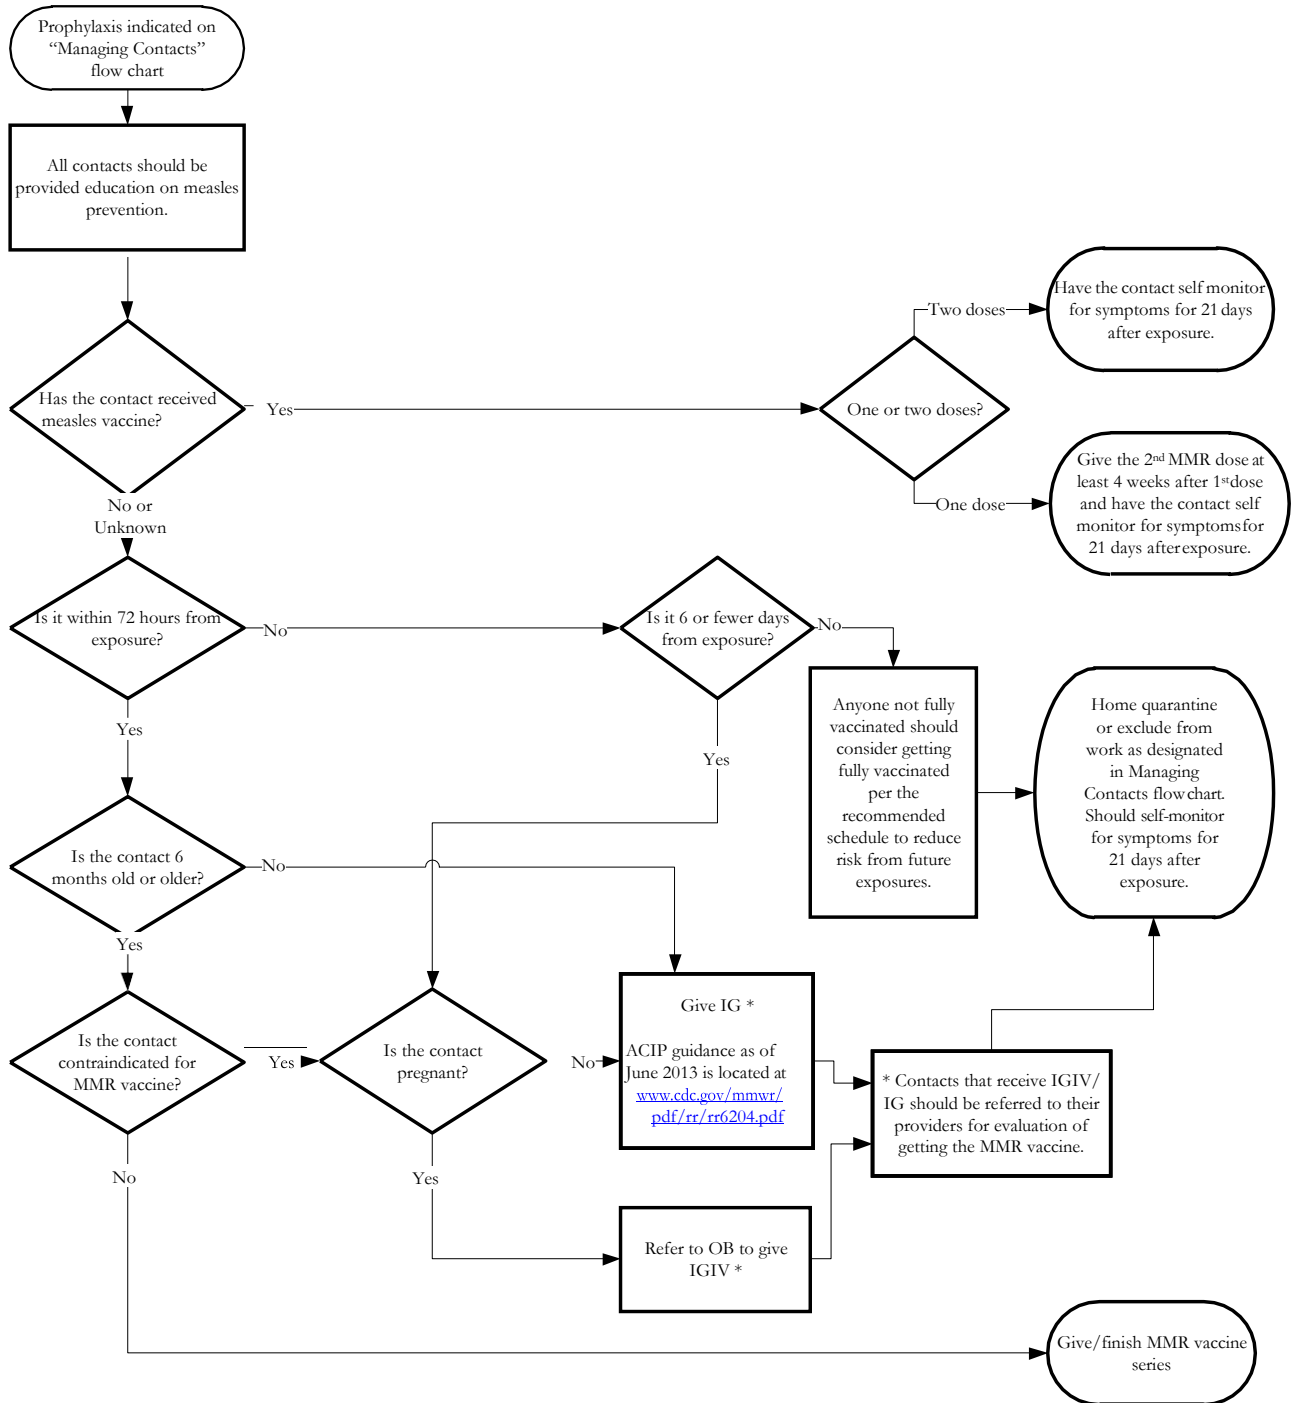 Prophylaxis indicated on
“Managing Contacts”
flow chart
All contacts should be
provided education on measles
prevention.
Has the contact received
measles vaccine?
Yes
One or two doses?
Two doses
Have the contact self monitor
for symptoms for 21 days
after exposure.
One dose
Give the 2nd MMR dose at
least 4 weeks after 1st dose
and have the contact self
monitor for symptoms for
21 days after exposure.
No or
Unknown
Is it within 72 hours from
exposure?
No
Is it 6 or fewer days
from exposure?
No
Anyone not fully
vaccinated should
consider getting
fully vaccinated
per the
recommended
schedule to reduce
risk from future
exposures.
Home quarantine
or exclude from
work as designated
in Managing
Contacts flow chart.
Should self-monitor
for symptoms for
21 days after
exposure.
Yes
Yes
Is the contact 6
months old or older?
No
Yes
Is the contact
contraindicated for
MMR vaccine?
Yes
Is the contact
pregnant?
No
Give IG *
ACIP guidance as of
June 2013 is located at
www.cdc.gov/mmwr/
pdf/rr/rr6204.pdf
* Contacts that receive IGIV/
IG should be referred to their
providers for evaluation of
getting the MMR vaccine.
No
Yes
Refer to OB to give
IGIV *
Give/finish MMR vaccine
series